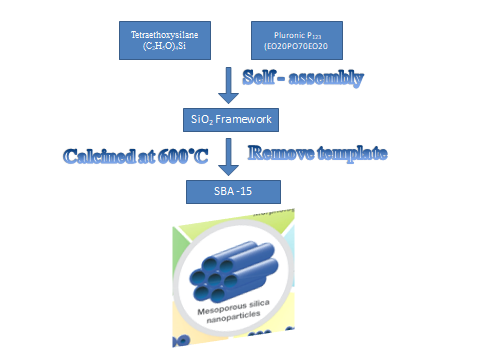 Tetraethoxysilane
(C₂H₅O)₄Si
Pluronic P₁₂₃
(EO20PO70EO20
Self - assembly
SiO₂ Framework
Calcined at 600°C
Remove template
SBA -15
Mesoporous silica
nanoparticles